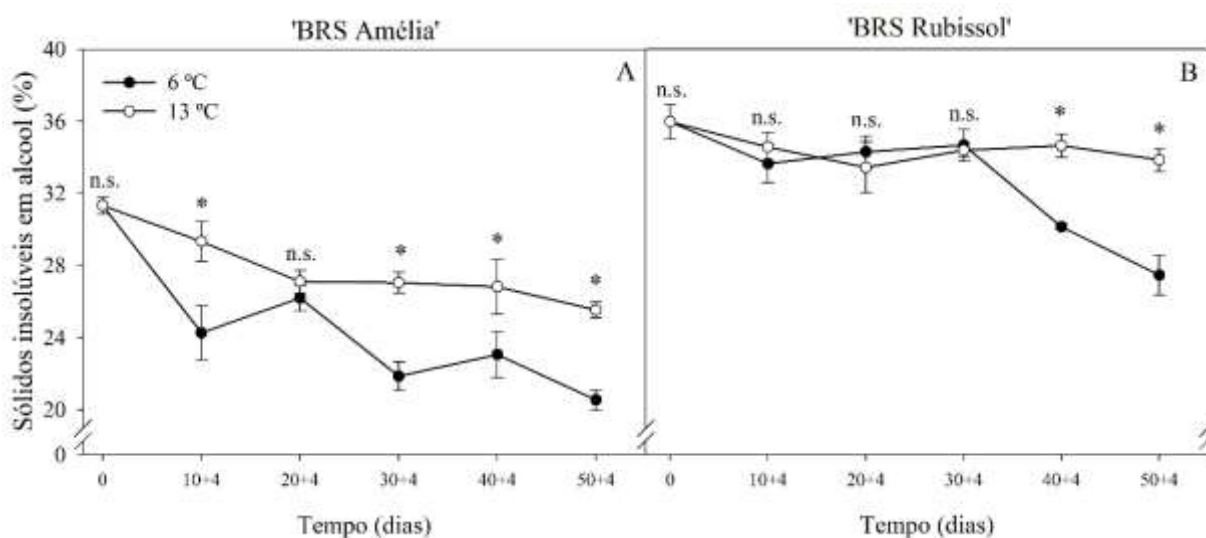 'BRS Amélia'
'BRS Rubissol'
Sólidos insolúveis em alcool (%)
40
36
32
28
24
20
0
6 ºC
13 ºC
A
n.s.
*
n.s.
*
*
*
0
10+4
20+4
30+4
40+4
50+4
Tempo (dias)
B
n.s.
n.s.
n.s.
n.s.
*
*
0
10+4
20+4
30+4
40+4
50+4
Tempo (dias)